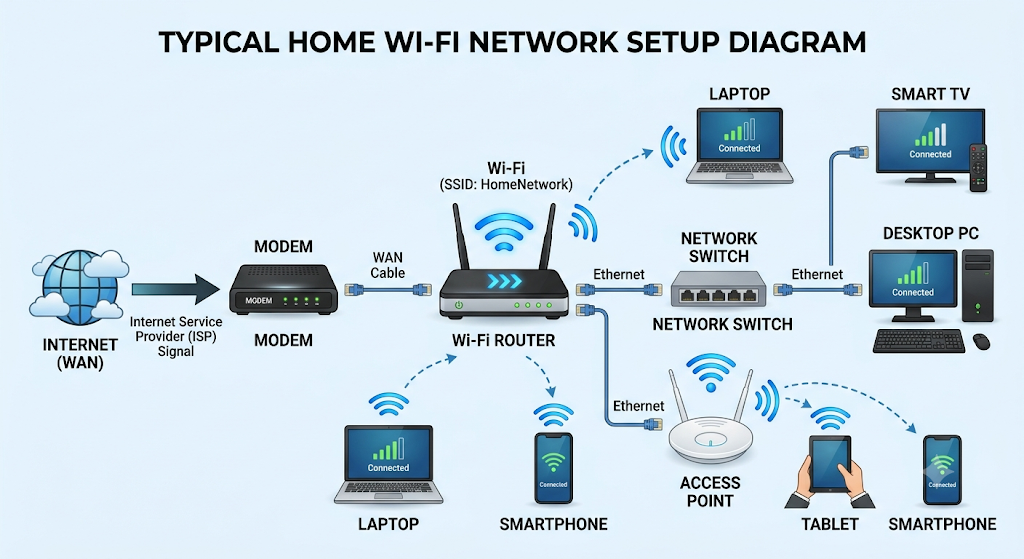 TYPICAL HOME WI-FI NETWORK SETUP DIAGRAM
LAPTOP
Connected
SMART TV
Connected
Wi-Fi
(SSID: HomeNetwork)
MODEM
MODEM
MODEM
WAN
Cable
Ethernet
NETWORK
SWITCH
NETWORK SWITCH
Ethernet
DESKTOP PC
Connected
INTERNET
(WAN)
Internet Service
Provider (ISP)
Signal
Wi-Fi ROUTER
Ethernet
ACCESS
POINT
Connected
LAPTOP
Connected
SMARTPHONE
TABLET
Connected
SMARTPHONE